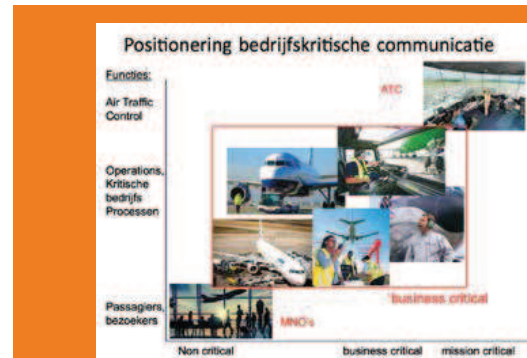 Positionering bedrijfskritische communicatie
Functies:
Air Traffic
Control
ATC
Operations,
Kritische
bedrijfs
Processen
business critical
Passagiers,
bezoekers
MNO's
Non critical
business critical
mission critical